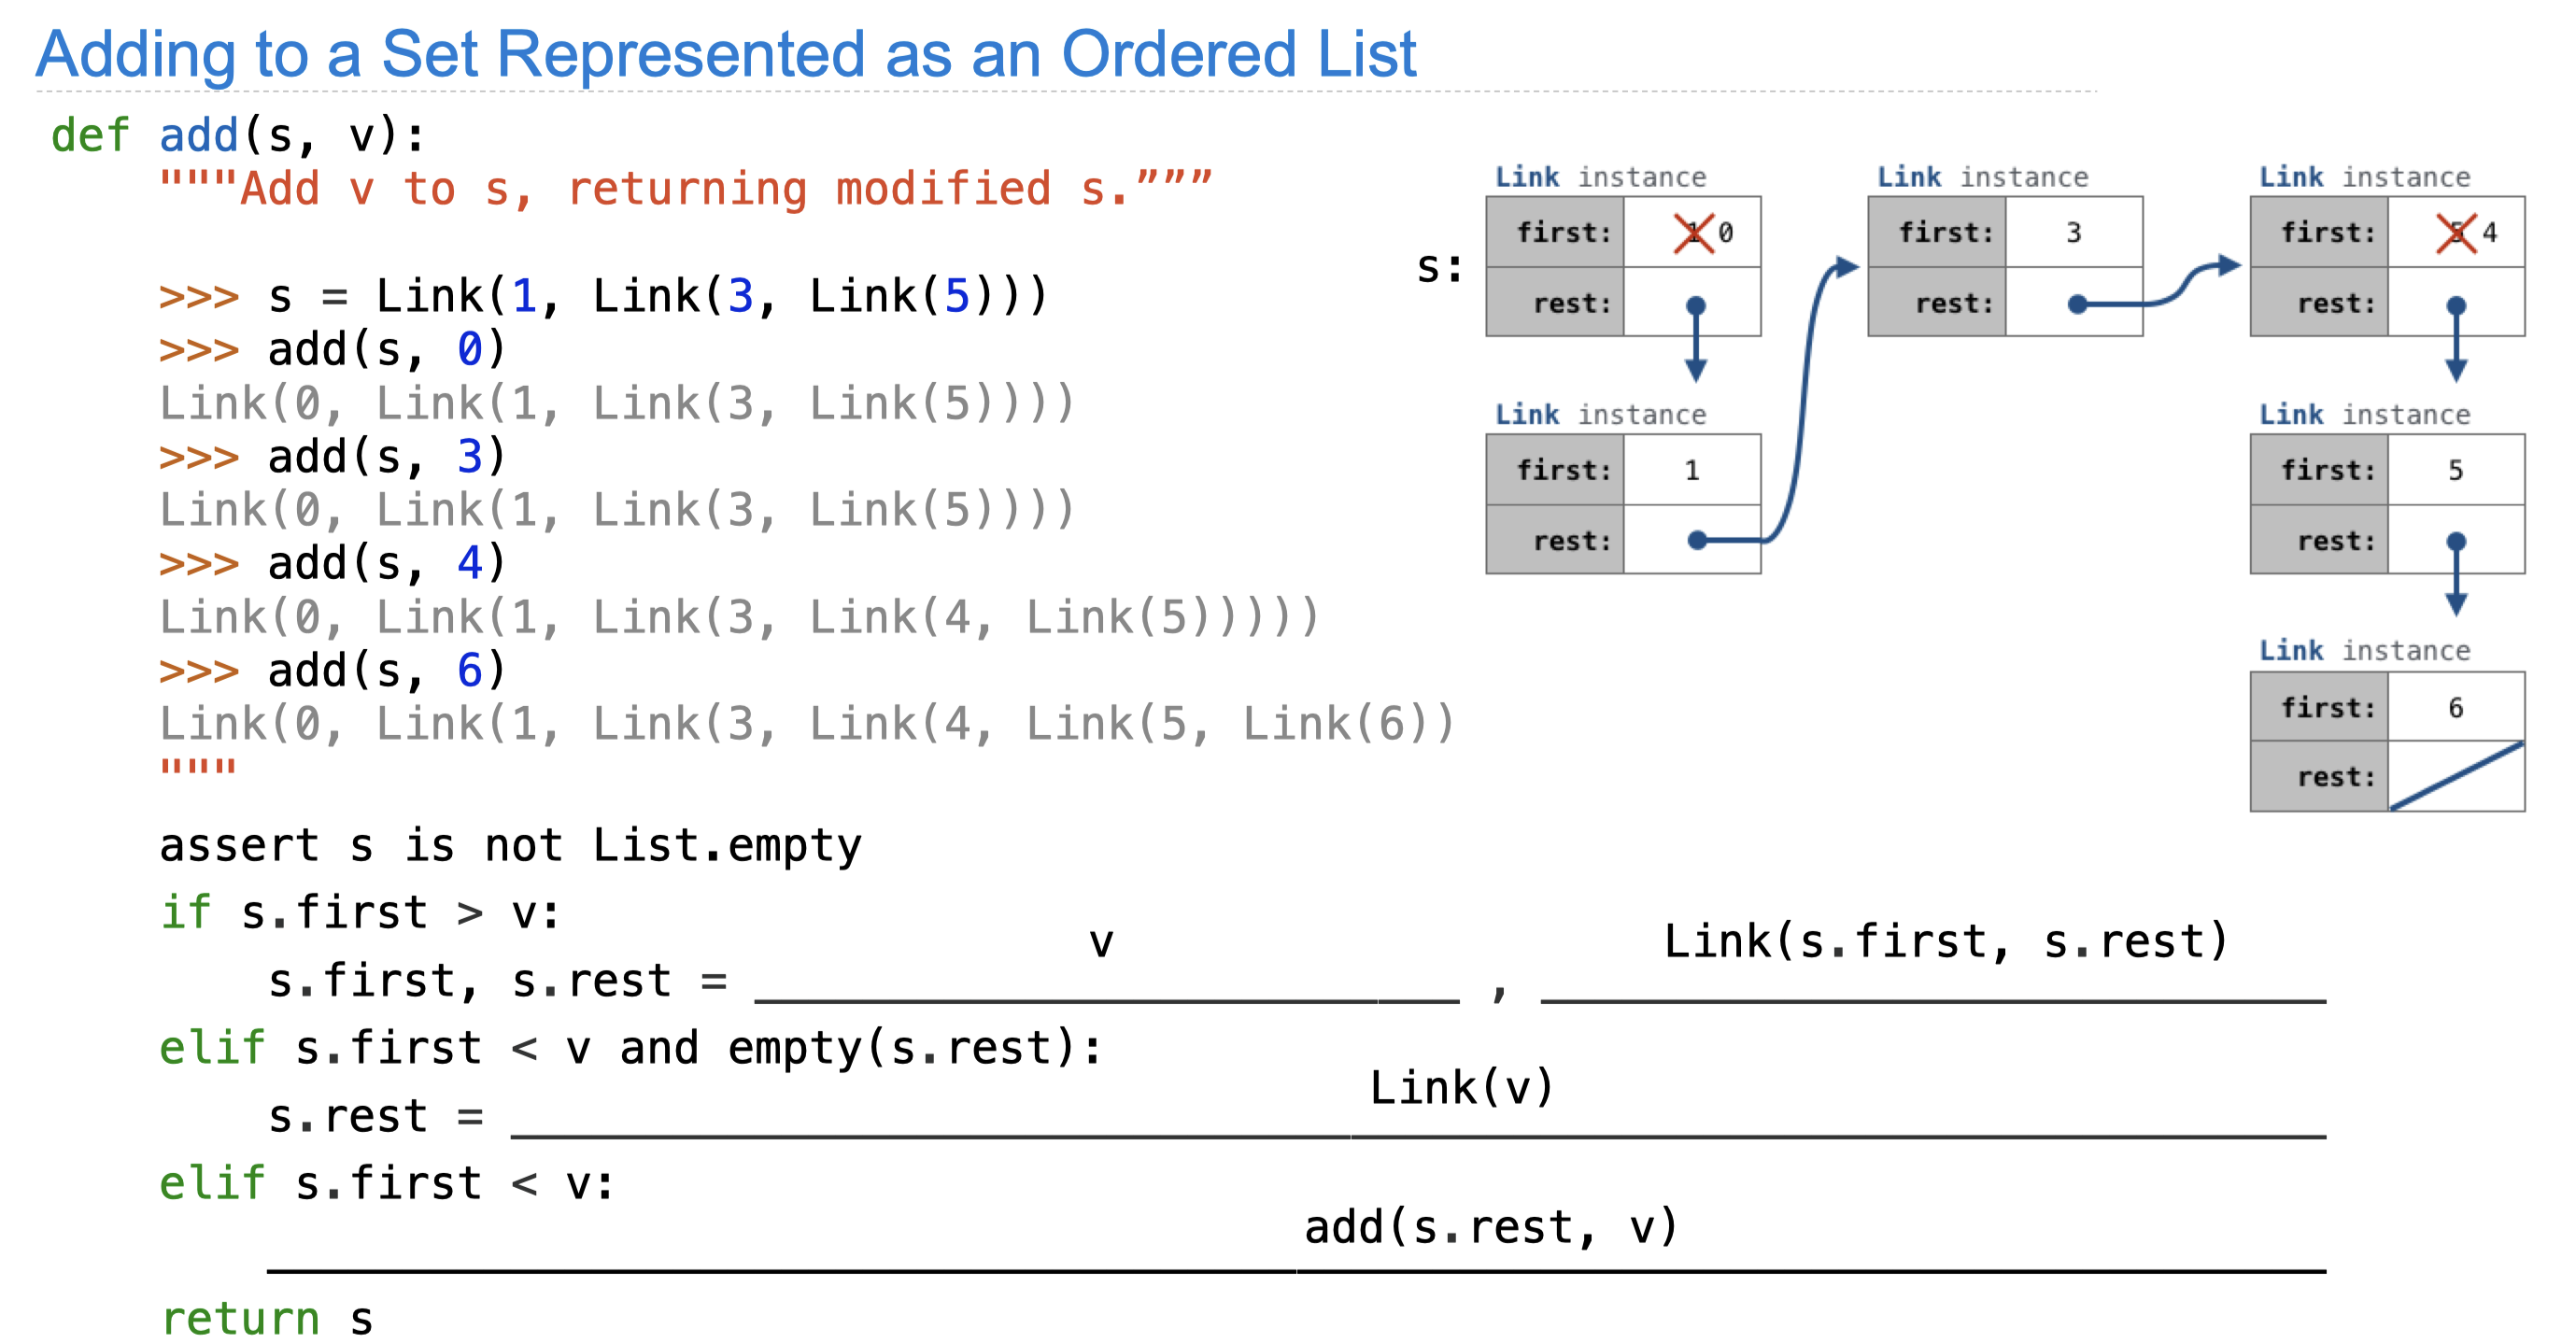 Adding to a Set Represented as an Ordered List
def add(s, v):
"""Add v to s, returning modified s.”””
>>> s = Link(1, Link(3, Link(5)))
>>> add(s, 0)
Link(0, Link(1, Link(3, Link(5))))
>>> add(s, 3)
Link(0, Link(1, Link(3, Link(5))))
>>> add(s, 4)
Link(0, Link(1, Link(3, Link(4, Link(5)))))
>>> add(s, 6)
Link(0, Link(1, Link(3, Link(4, Link(5, Link(6))
"""
assert s is not List.empty
if s.first > v:
s.first, s.rest = v , Link(s.first, s.rest)
elif s.first < v and empty(s.rest):
s.rest = Link(v)
elif s.first < v:
add(s.rest, v)
return s
s:
Link instance
first: 1 0
rest:
Link instance
first: 3
rest:
Link instance
first: 5 4
rest:
Link instance
first: 1
rest:
Link instance
first: 5
rest:
Link instance
first: 6
rest: